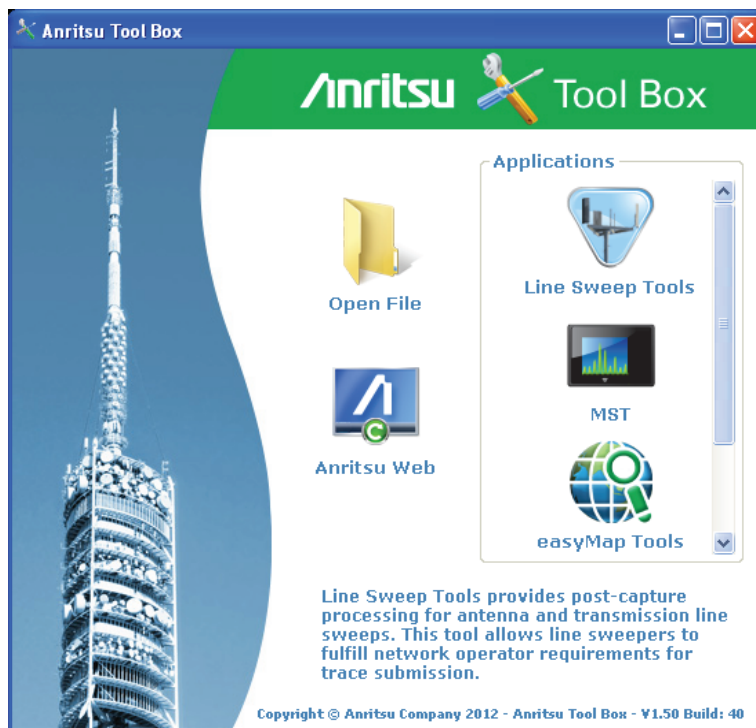 Anritsu Tool Box
Anritsu Tool Box
Applications
Open File
Line Sweep Tools
MST
Anritsu Web
easyMap Tools
Line Sweep Tools provides post-capture
processing for antenna and transmission line
sweeps. This tool allows line sweepers to
fulfill network operator requirements for
trace submission.
Copyright © Anritsu Company 2012 - Anritsu Tool Box - V1.50 Build: 40